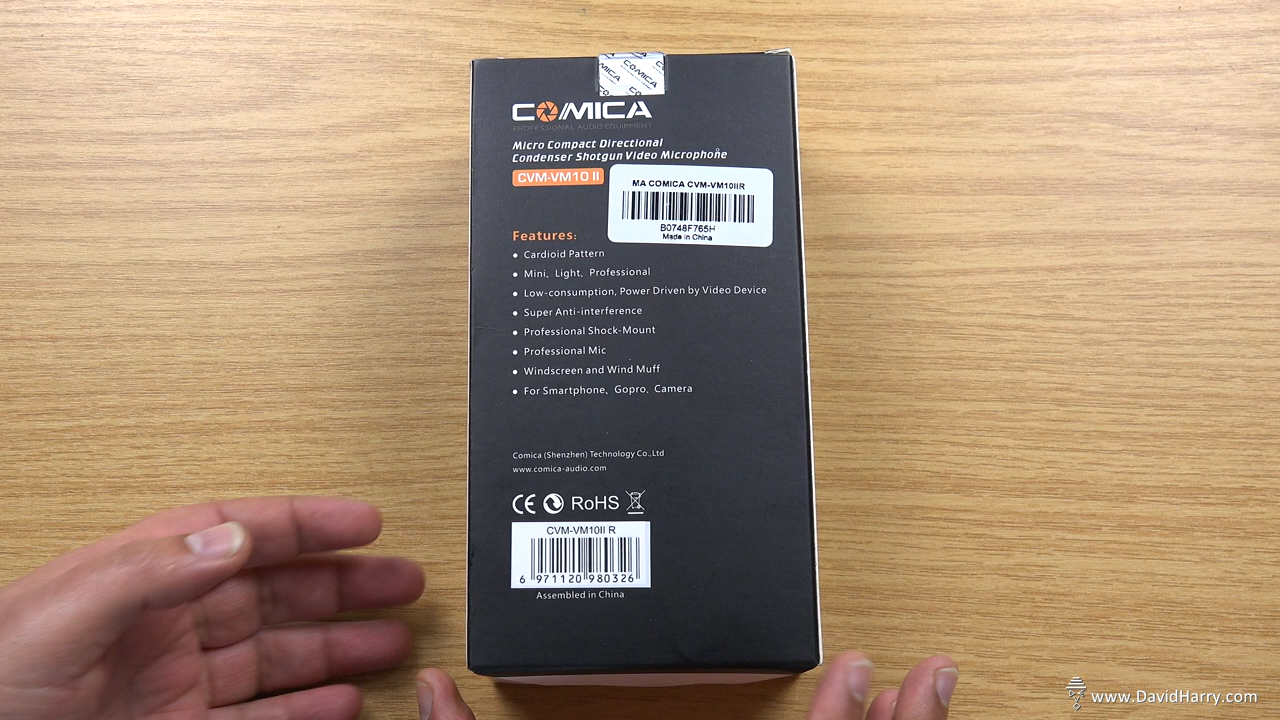 COMICA
COMICA
PROFESSIONAL AUDIO EQUIPMENT
Micro Compact Directional
Condenser Shotgun Video Microphone
CVM-VM10 II
MA COMICA CVM-VM10IIR
B0748F765H
Made in China
Features:
● Cardioid Pattern
● Mini、Light、Professional
● Low-consumption, Power Driven by Video Device
● Super Anti-interference
● Professional Shock-Mount
● Professional Mic
● Windscreen and Wind Muff
● For Smartphone、Gopro、Camera
Comica (Shenzhen) Technology Co.,Ltd
www.comica-audio.com
CE RoHS
CVM-VM10II R
6 971120 980326
Assembled in China
www.DavidHarry.com